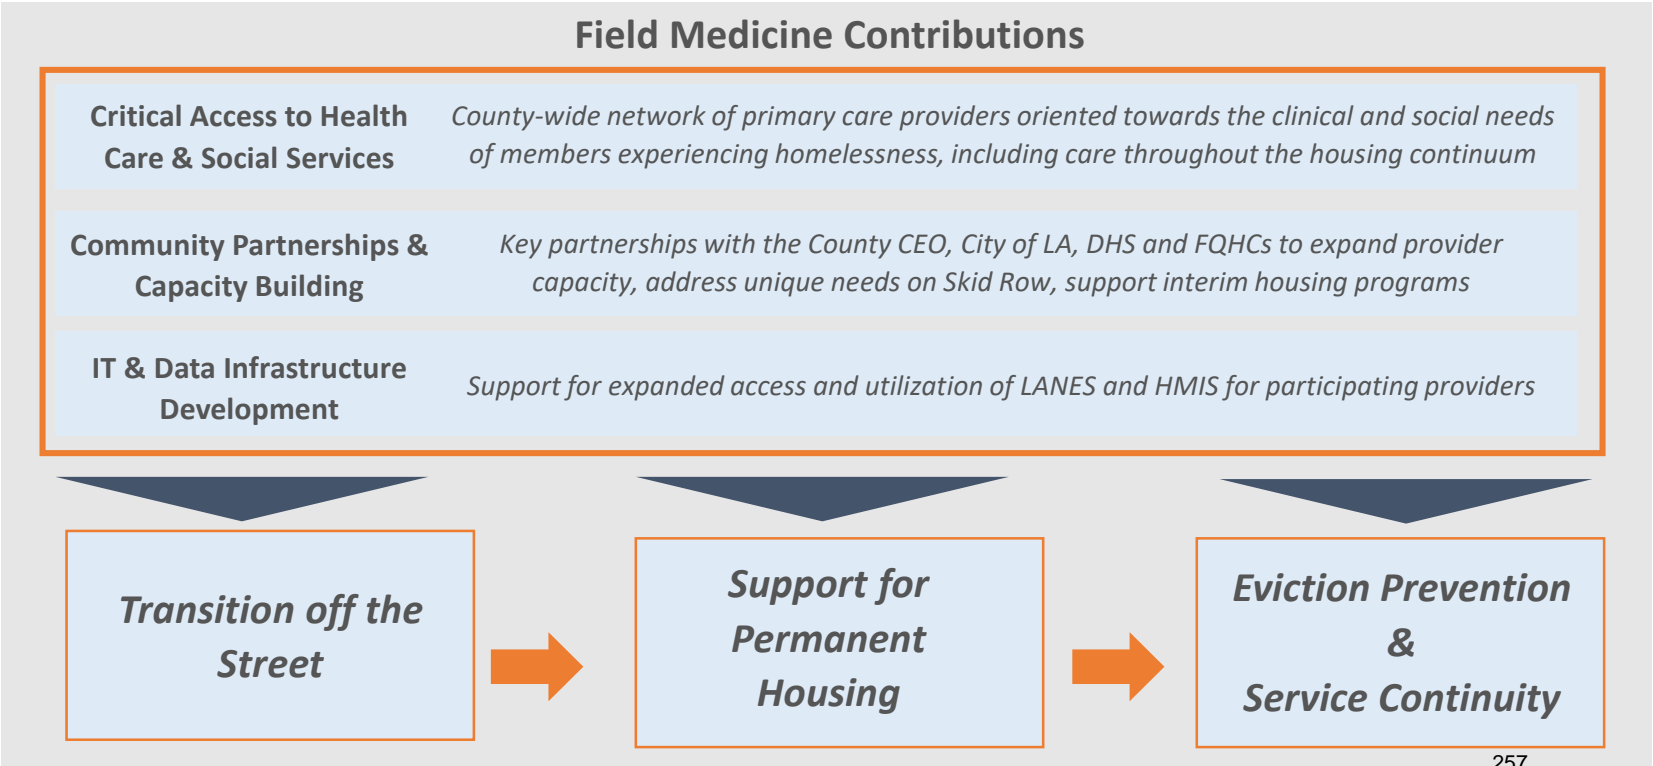 Field Medicine Contributions
Critical Access to Health
Care & Social Services
County-wide network of primary care providers oriented towards the clinical and social needs
of members experiencing homelessness, including care throughout the housing continuum
Community Partnerships &
Capacity Building
Key partnerships with the County CEO, City of LA, DHS and FQHCs to expand provider
capacity, address unique needs on Skid Row, support interim housing programs
IT & Data Infrastructure
Development
Support for expanded access and utilization of LANES and HMIS for participating providers
Transition off the
Street
Support for
Permanent
Housing
Eviction Prevention
&
Service Continuity
257